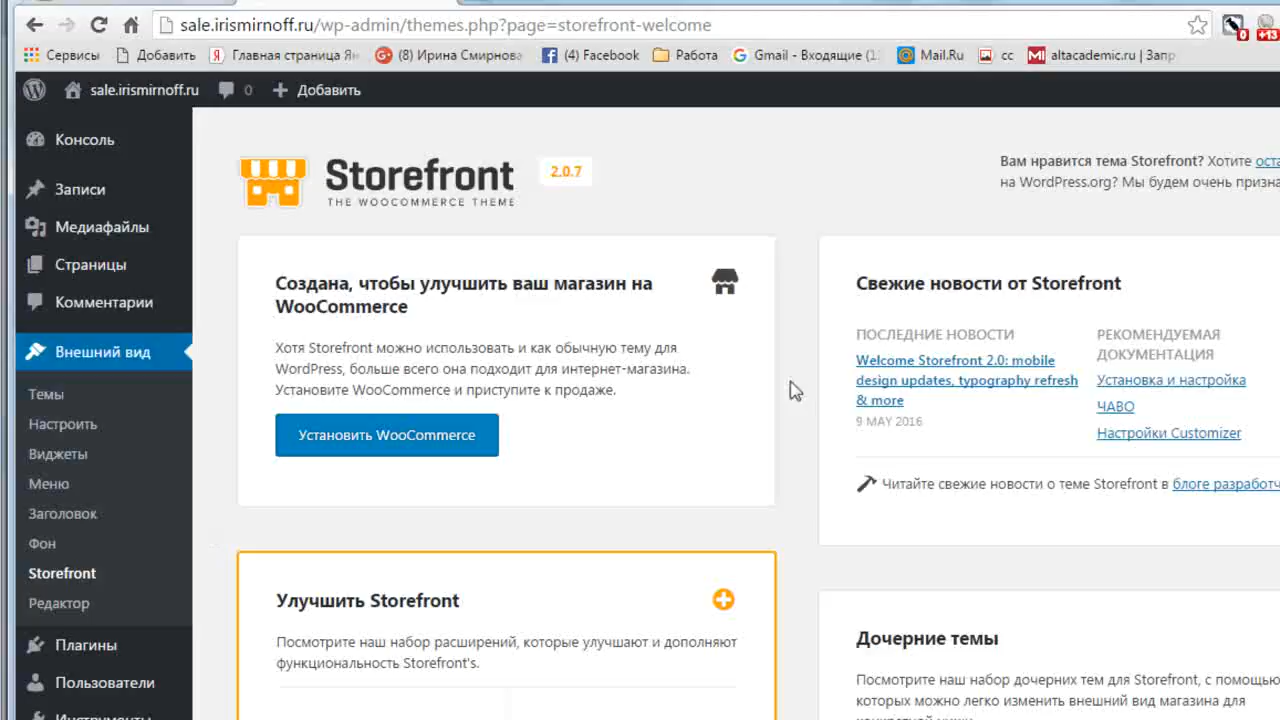 sale.irismirnoff.ru/wp-admin/themes.php?page=storefront-welcome
0
+13
Сервисы
Добавить
Главная страница Ян
(8) Ирина Смирнова
(4) Facebook
Работа
Gmail - Входящие (1
Mail.Ru
сс
altacademic.ru | Запр
sale.irismirnoff.ru
0
Добавить
Консоль
Записи
Медиафайлы
Страницы
Комментарии
Внешний вид
Темы
Настроить
Виджеты
Меню
Заголовок
Фон
Storefront
Редактор
Плагины
Пользователи
Инструменты
Storefront
THE WOOCOMMERCE THEME
2.0.7
Вам нравится тема Storefront? Хотите оста
на WordPress.org? Мы будем очень призна
Создана, чтобы улучшить ваш магазин на
WooCommerce
Хотя Storefront можно использовать и как обычную тему для
WordPress, больше всего она подходит для интернет-магазина.
Установите WooCommerce и приступите к продаже.
Установить WooCommerce
Свежие новости от Storefront
ПОСЛЕДНИЕ НОВОСТИ
Welcome Storefront 2.0: mobile
design updates, typography refresh
& more
9 MAY 2016
РЕКОМЕНДУЕМАЯ
ДОКУМЕНТАЦИЯ
Установка и настройка
ЧАВО
Настройки Customizer
Читайте свежие новости о теме Storefront в блоге разработч
Улучшить Storefront
Посмотрите наш набор расширений, которые улучшают и дополняют
функциональность Storefront's.
Дочерние темы
Посмотрите наш набор дочерних тем для Storefront, с помощью
которых можно легко изменить внешний вид магазина для